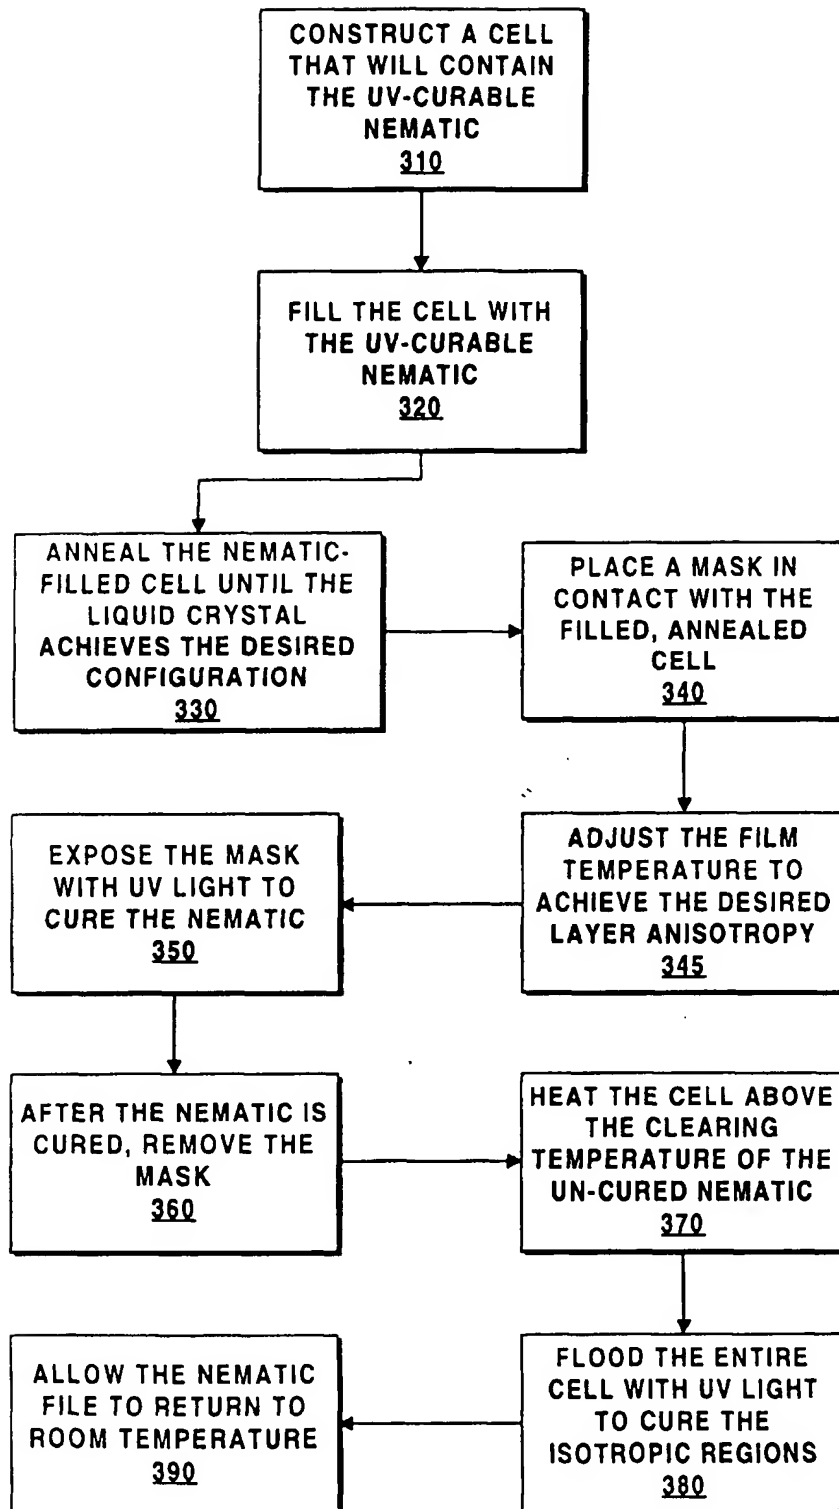 CONSTRUCT A CELL
THAT WILL CONTAIN
THE UV-CURABLE
NEMATIC
310
FILL THE CELL WITH
THE UV-CURABLE
NEMATIC
320
ANNEAL THE NEMATIC-
FILLED CELL UNTIL THE
LIQUID CRYSTAL
ACHIEVES THE DESIRED
CONFIGURATION
330
PLACE A MASK IN
CONTACT WITH THE
FILLED, ANNEALED
CELL
340
ADJUST THE FILM
TEMPERATURE TO
ACHIEVE THE DESIRED
LAYER ANISOTROPY
345
EXPOSE THE MASK
WITH UV LIGHT TO
CURE THE NEMATIC
350
AFTER THE NEMATIC IS
CURED, REMOVE THE
MASK
360
HEAT THE CELL ABOVE
THE CLEARING
TEMPERATURE OF THE
UN-CURED NEMATIC
370
FLOOD THE ENTIRE
CELL WITH UV LIGHT
TO CURE THE
ISOTROPIC REGIONS
380
ALLOW THE NEMATIC
FILE TO RETURN TO
ROOM TEMPERATURE
390